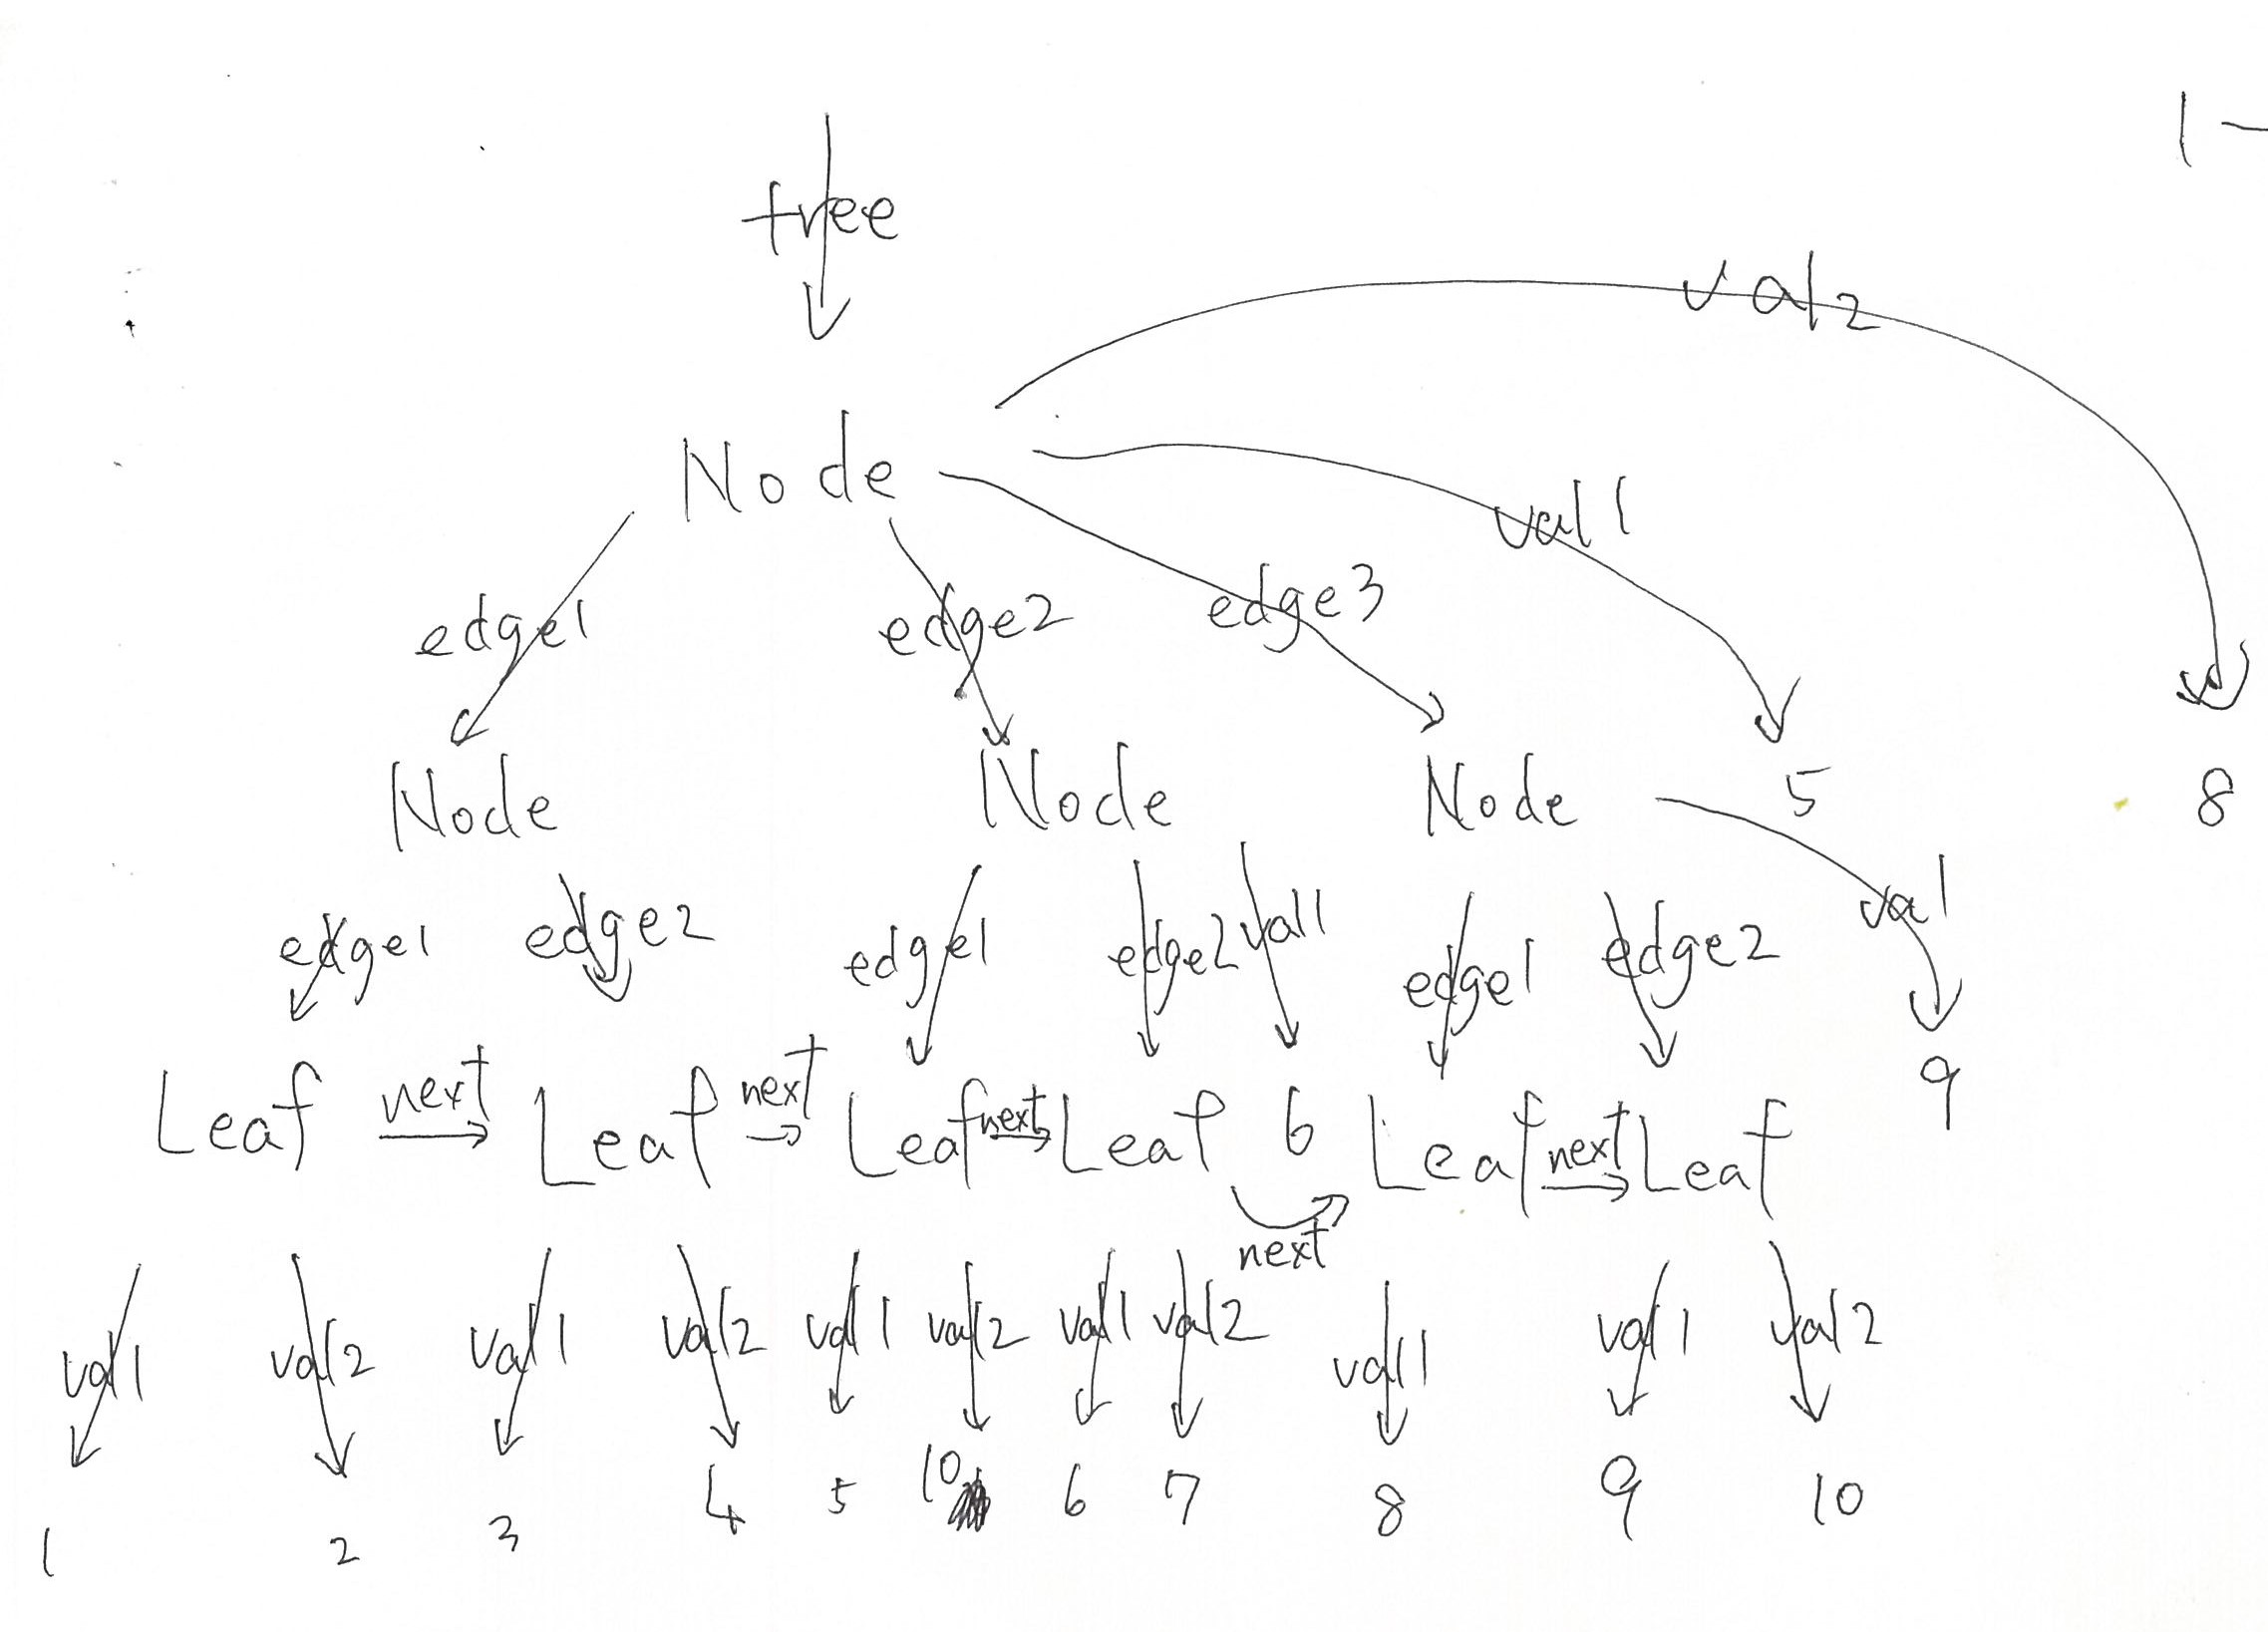 1 -
tree
val2
Node
val1
edge1 edge2 edge3
Node Node Node 5 8
edge1 edge2 edge1 edge2 val1 edge1 edge2 val
Leaf next Leaf next Leaf next Leaf 6 Leaf next Leaf 9
next
val1 val2 val1 val2 val1 val2 val1 val2 val1 val1 val2
1 2 3 4 5 10 6 7 8 9 10